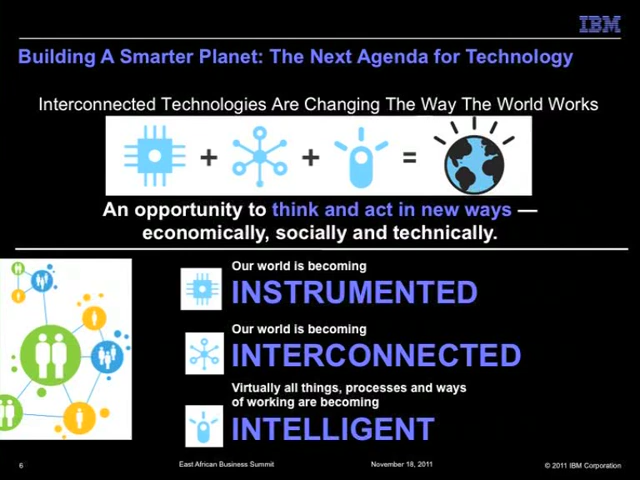 IBM
Building A Smarter Planet: The Next Agenda for Technology
Interconnected Technologies Are Changing The Way The World Works
+ + =
An opportunity to think and act in new ways —
economically, socially and technically.
Our world is becoming
INSTRUMENTED
Our world is becoming
INTERCONNECTED
Virtually all things, processes and ways
of working are becoming
INTELLIGENT
6 East African Business Summit November 18, 2011 © 2011 IBM Corporation